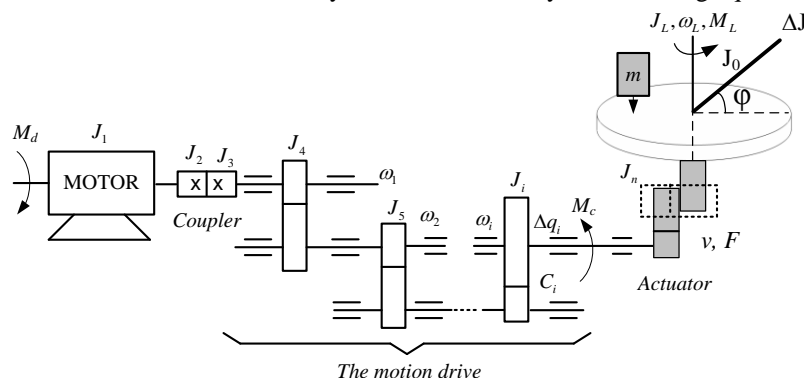 J_L, ω_L, M_L
ΔJ
J_0
m
φ
M_d
J_1
MOTOR
J_2
J_3
x
x
Coupler
J_4
ω_1
J_5
ω_2
ω_i
J_i
Δq_i
C_i
M_c
J_n
v, F
Actuator
The motion drive